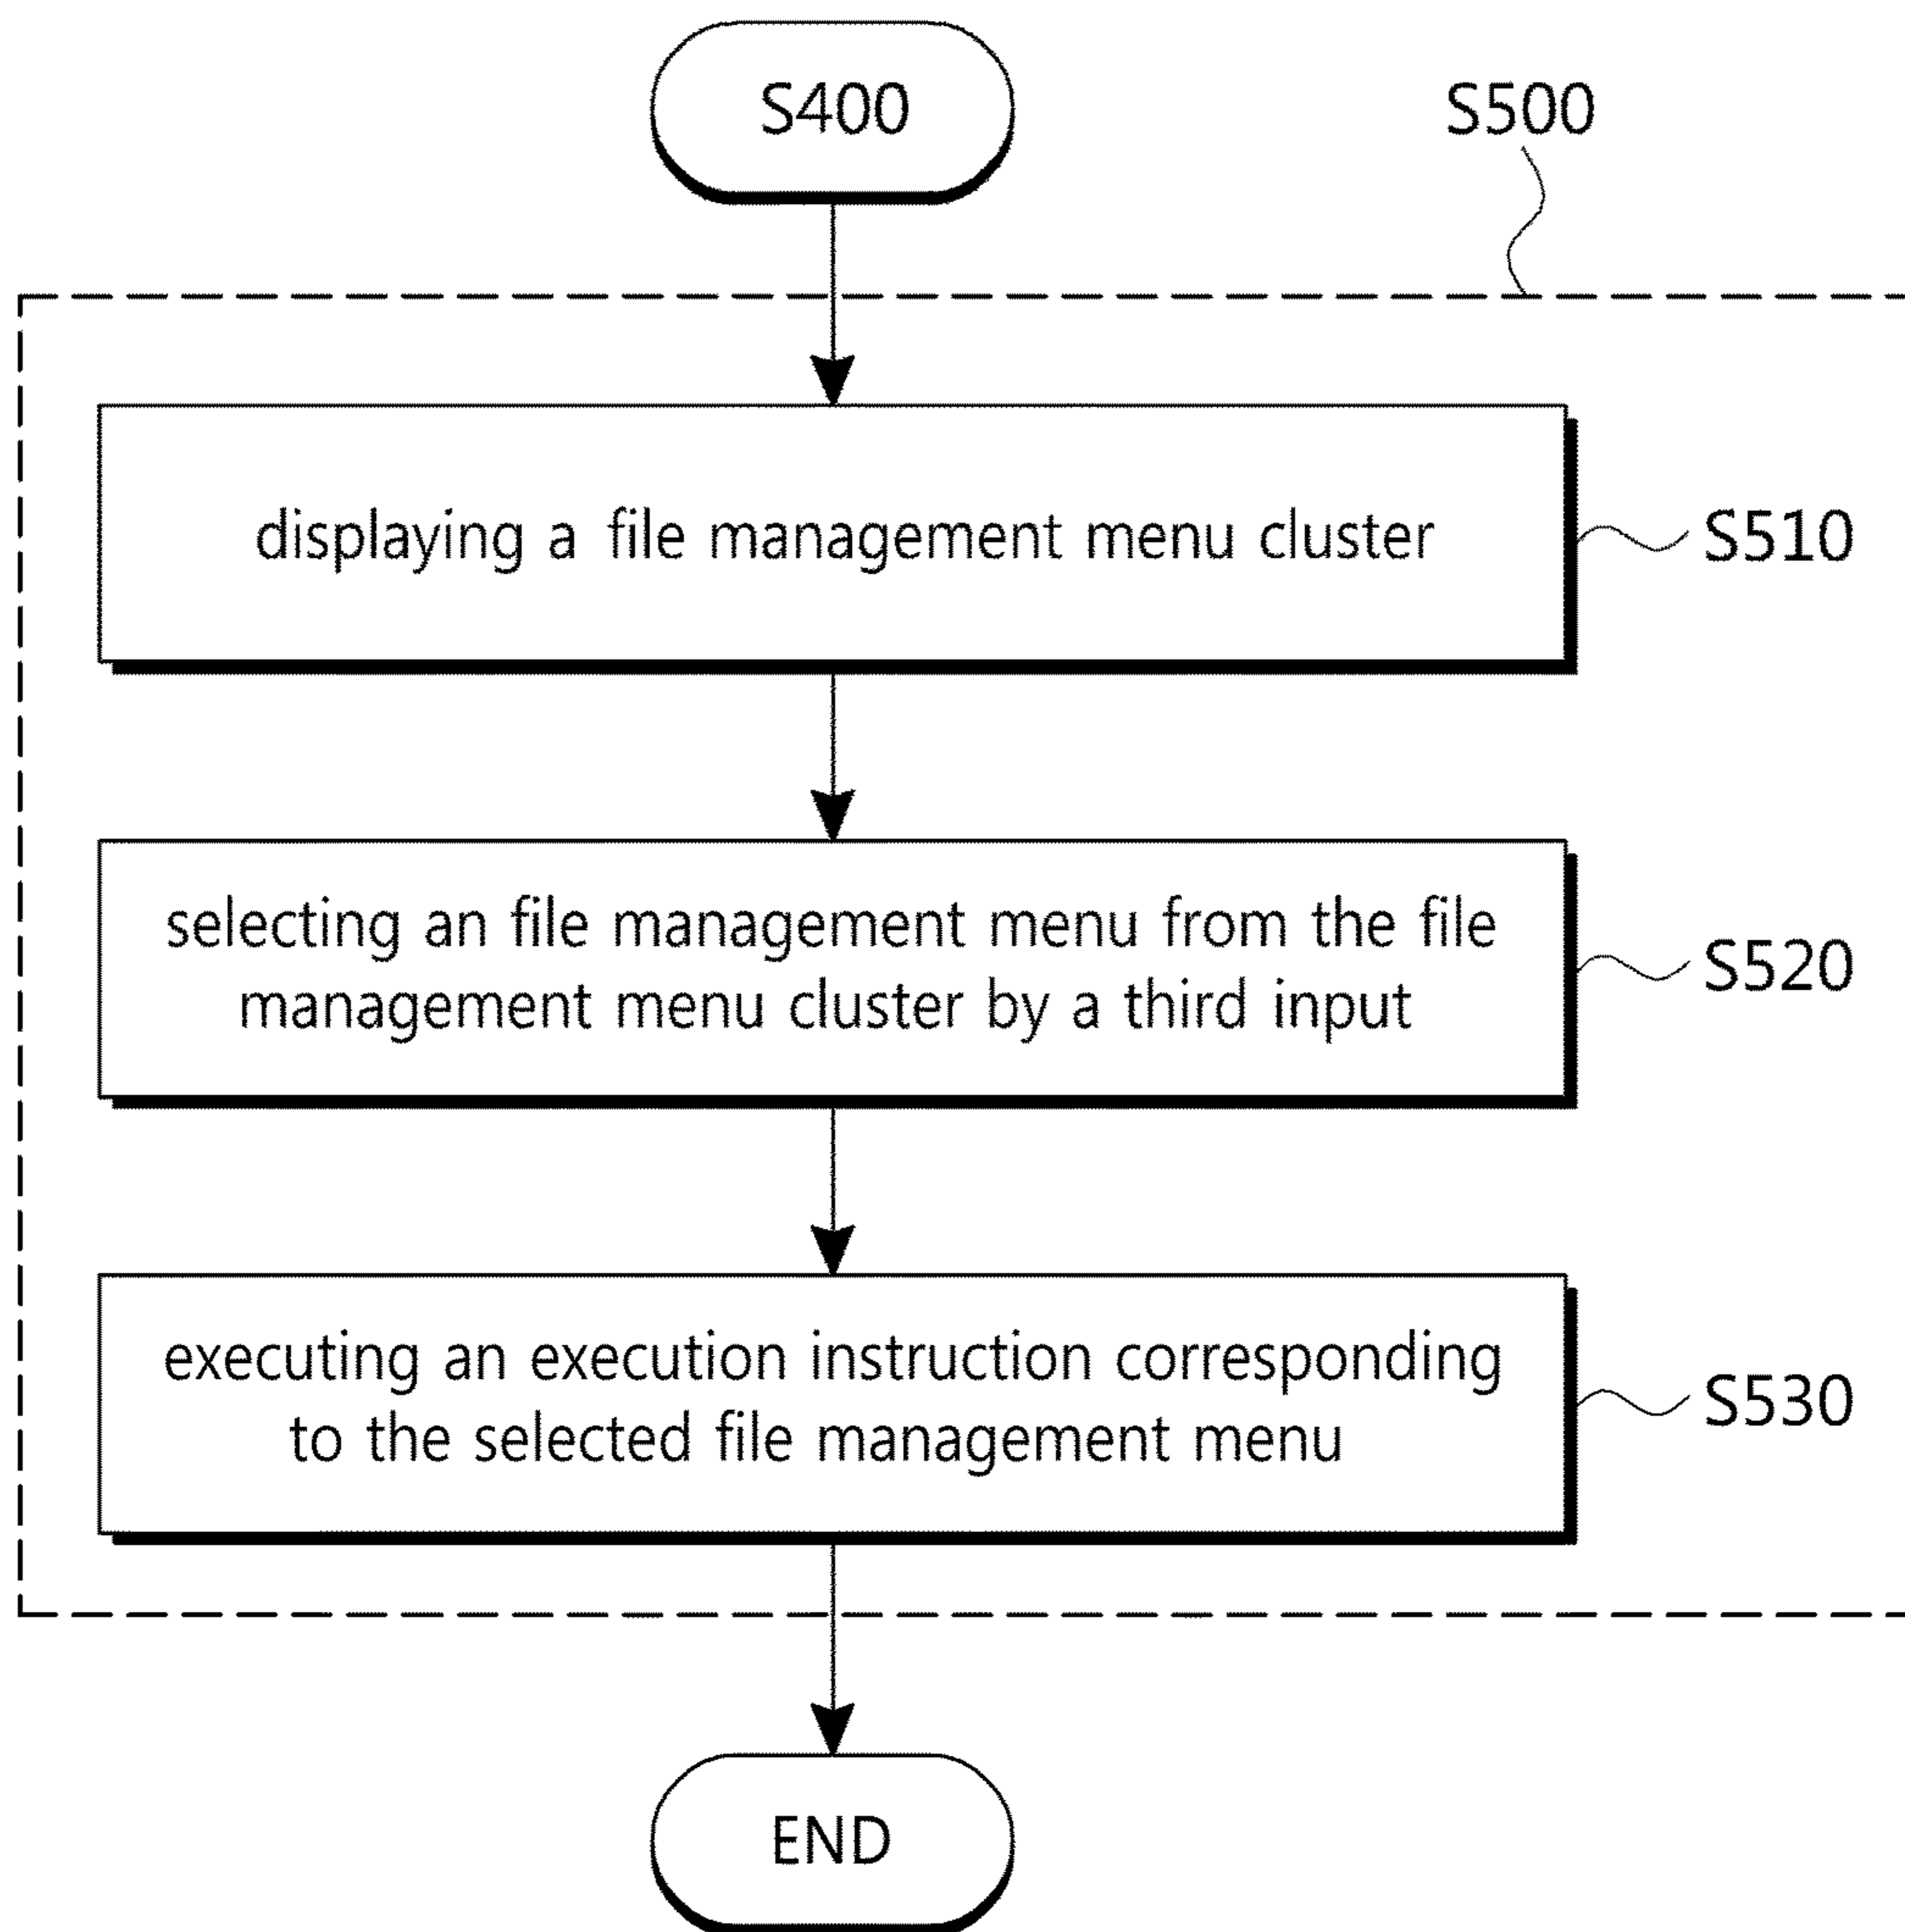 S400
S500
displaying a file management menu cluster
S510
selecting an file management menu from the file
management menu cluster by a third input
S520
executing an execution instruction corresponding
to the selected file management menu
S530
END